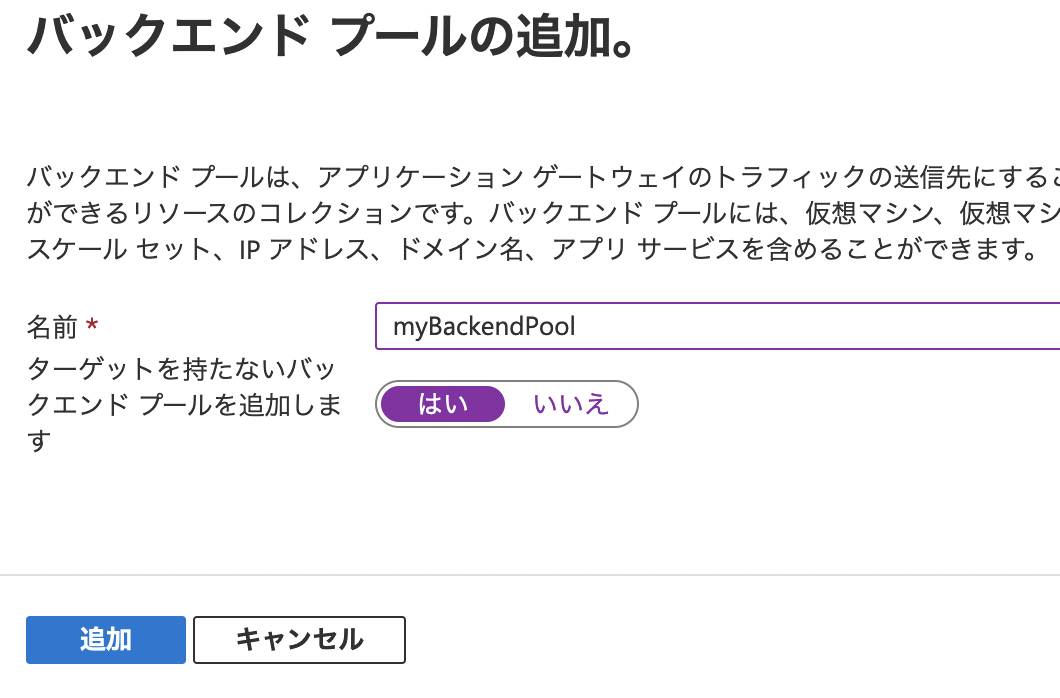 バックエンド プールの追加。
バックエンド プールは、アプリケーション ゲートウェイのトラフィックの送信先にするこ
ができるリソースのコレクションです。バックエンド プールには、仮想マシン、仮想マシ
スケール セット、IP アドレス、ドメイン名、アプリ サービスを含めることができます。
名前 *
myBackendPool
ターゲットを持たないバッ
クエンド プールを追加しま
す
はい いいえ
追加 キャンセル